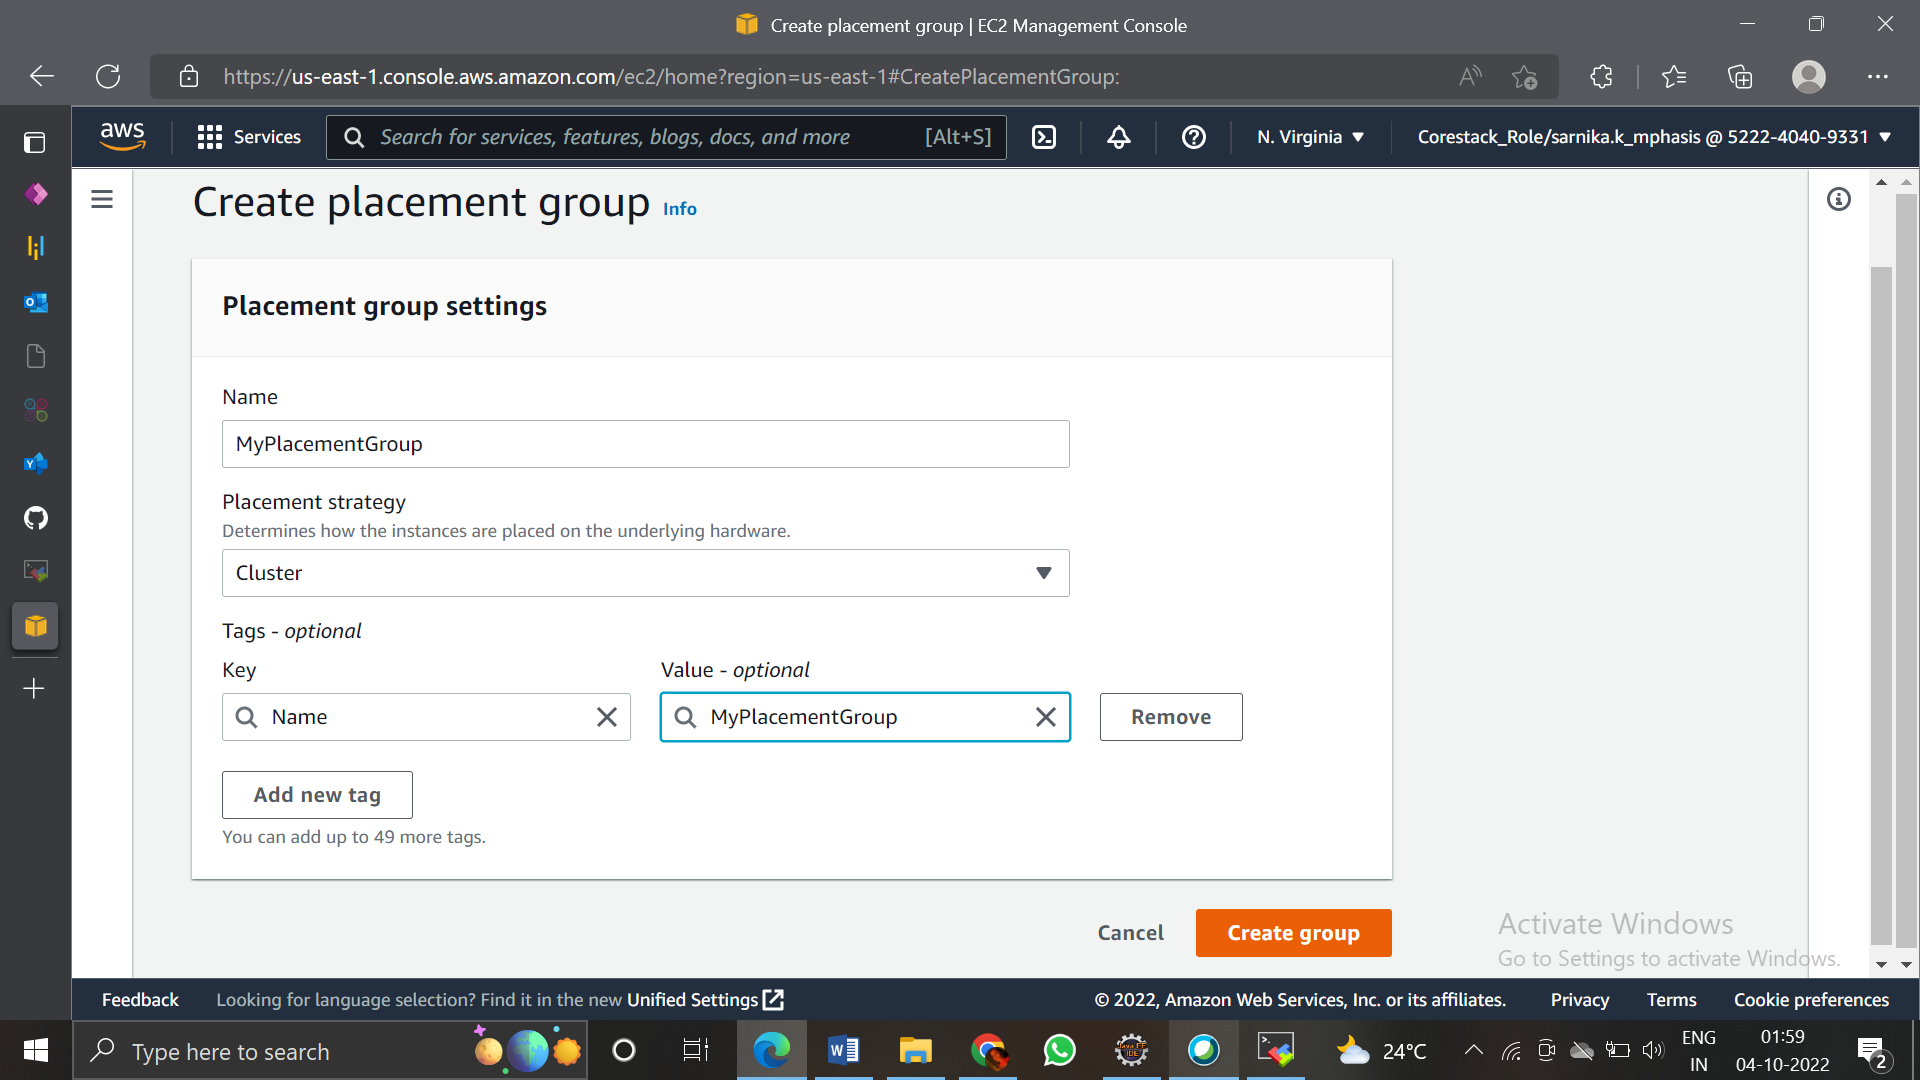 Create placement group | EC2 Management Console
https://us-east-1.console.aws.amazon.com/ec2/home?region=us-east-1#CreatePlacementGroup:
aws
Services
Search for services, features, blogs, docs, and more [Alt+S]
N. Virginia
Corestack_Role/sarnika.k_mphasis @ 5222-4040-9331
Create placement group Info
Placement group settings
Name
MyPlacementGroup
Placement strategy
Determines how the instances are placed on the underlying hardware.
Cluster
Tags - optional
Key Value - optional
Name MyPlacementGroup Remove
Add new tag
You can add up to 49 more tags.
Cancel Create group
Activate Windows
Go to Settings to activate Windows.
Feedback Looking for language selection? Find it in the new Unified Settings © 2022, Amazon Web Services, Inc. or its affiliates. Privacy Terms Cookie preferences
Type here to search
24°C
ENG
IN
01:59
04-10-2022
2